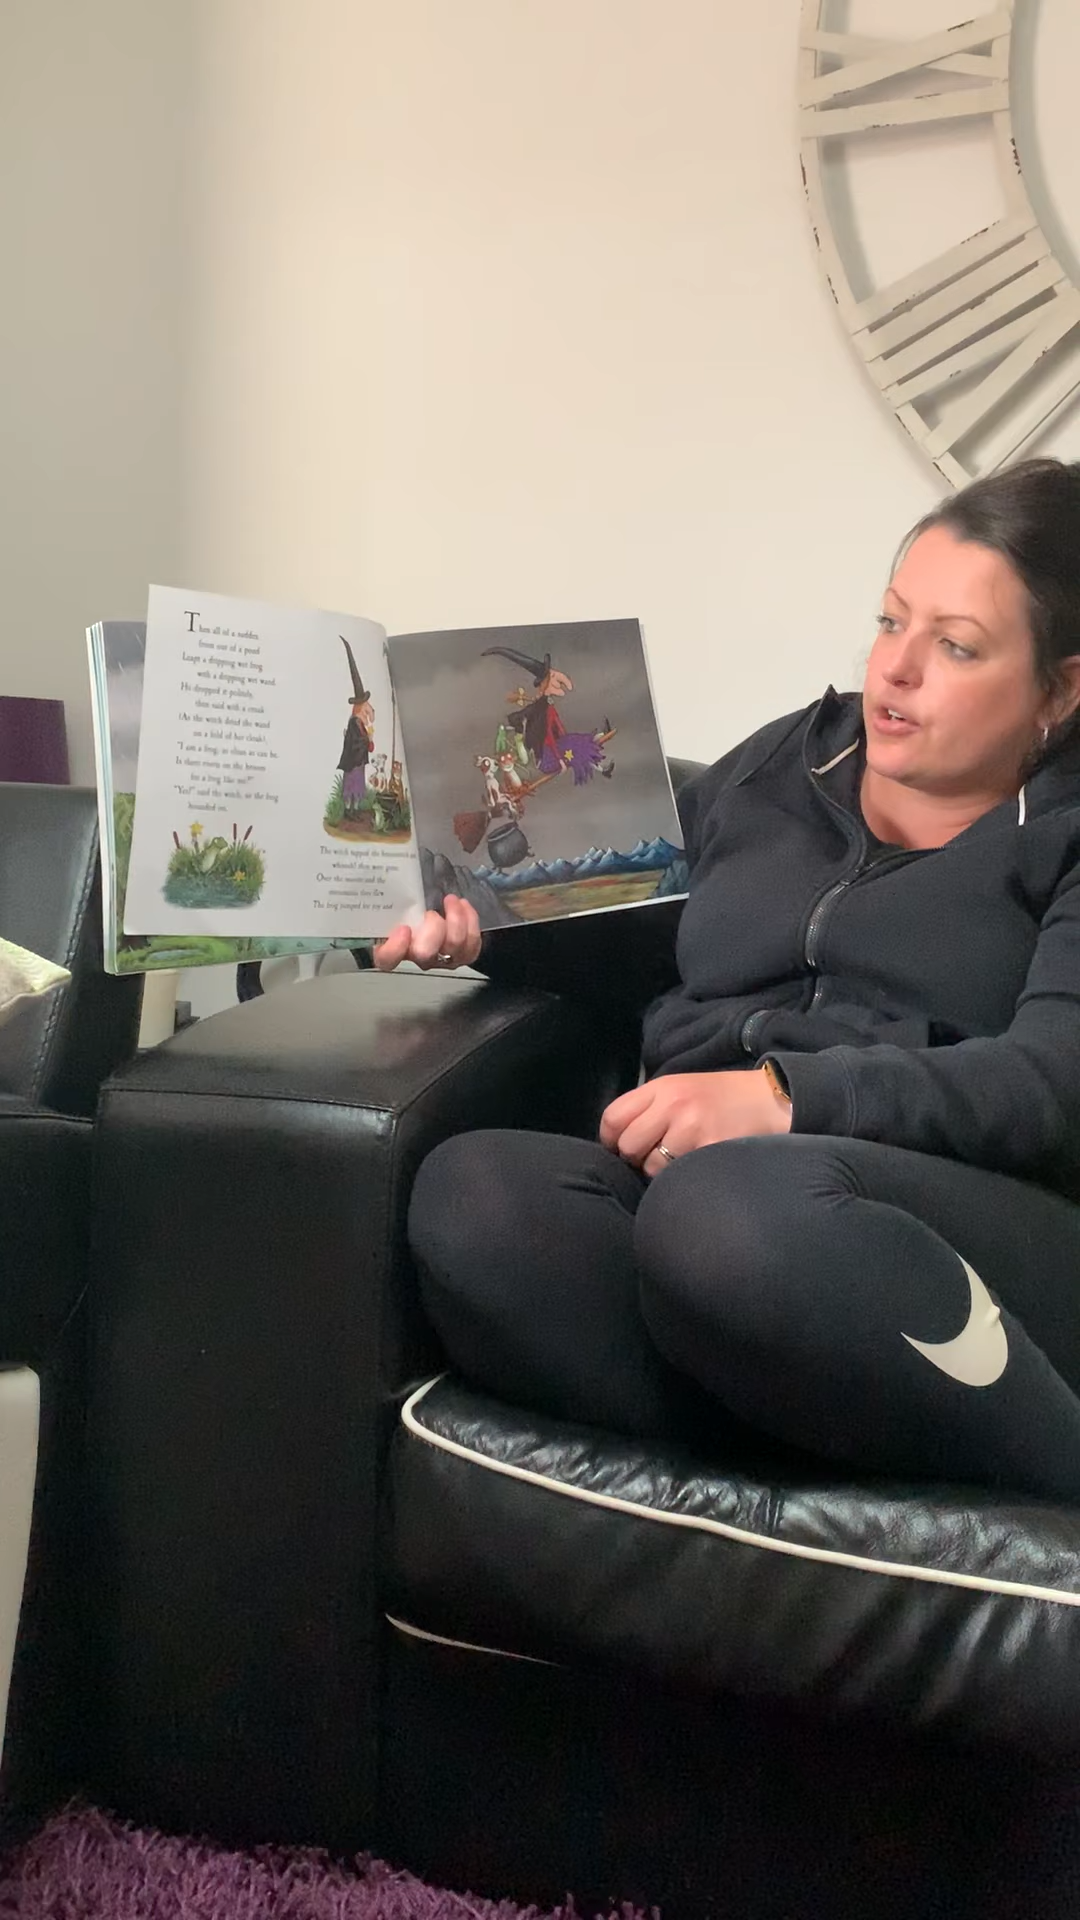 Then all of a sudden
from out of a pond
Leapt a dripping wet frog
with a dripping wet wand.
He dropped it politely,
then said with a croak
(As the witch dried the wand
on a fold of her cloak),
"I am a frog, as clean as can be.
Is there room on the broom
for a frog like me?"
"Yes!" said the witch, so the frog
bounded on.
The witch tapped the broomstick and
whoosh! they were gone.
Over the moors and the
mountains they flew.
The frog jumped for joy and